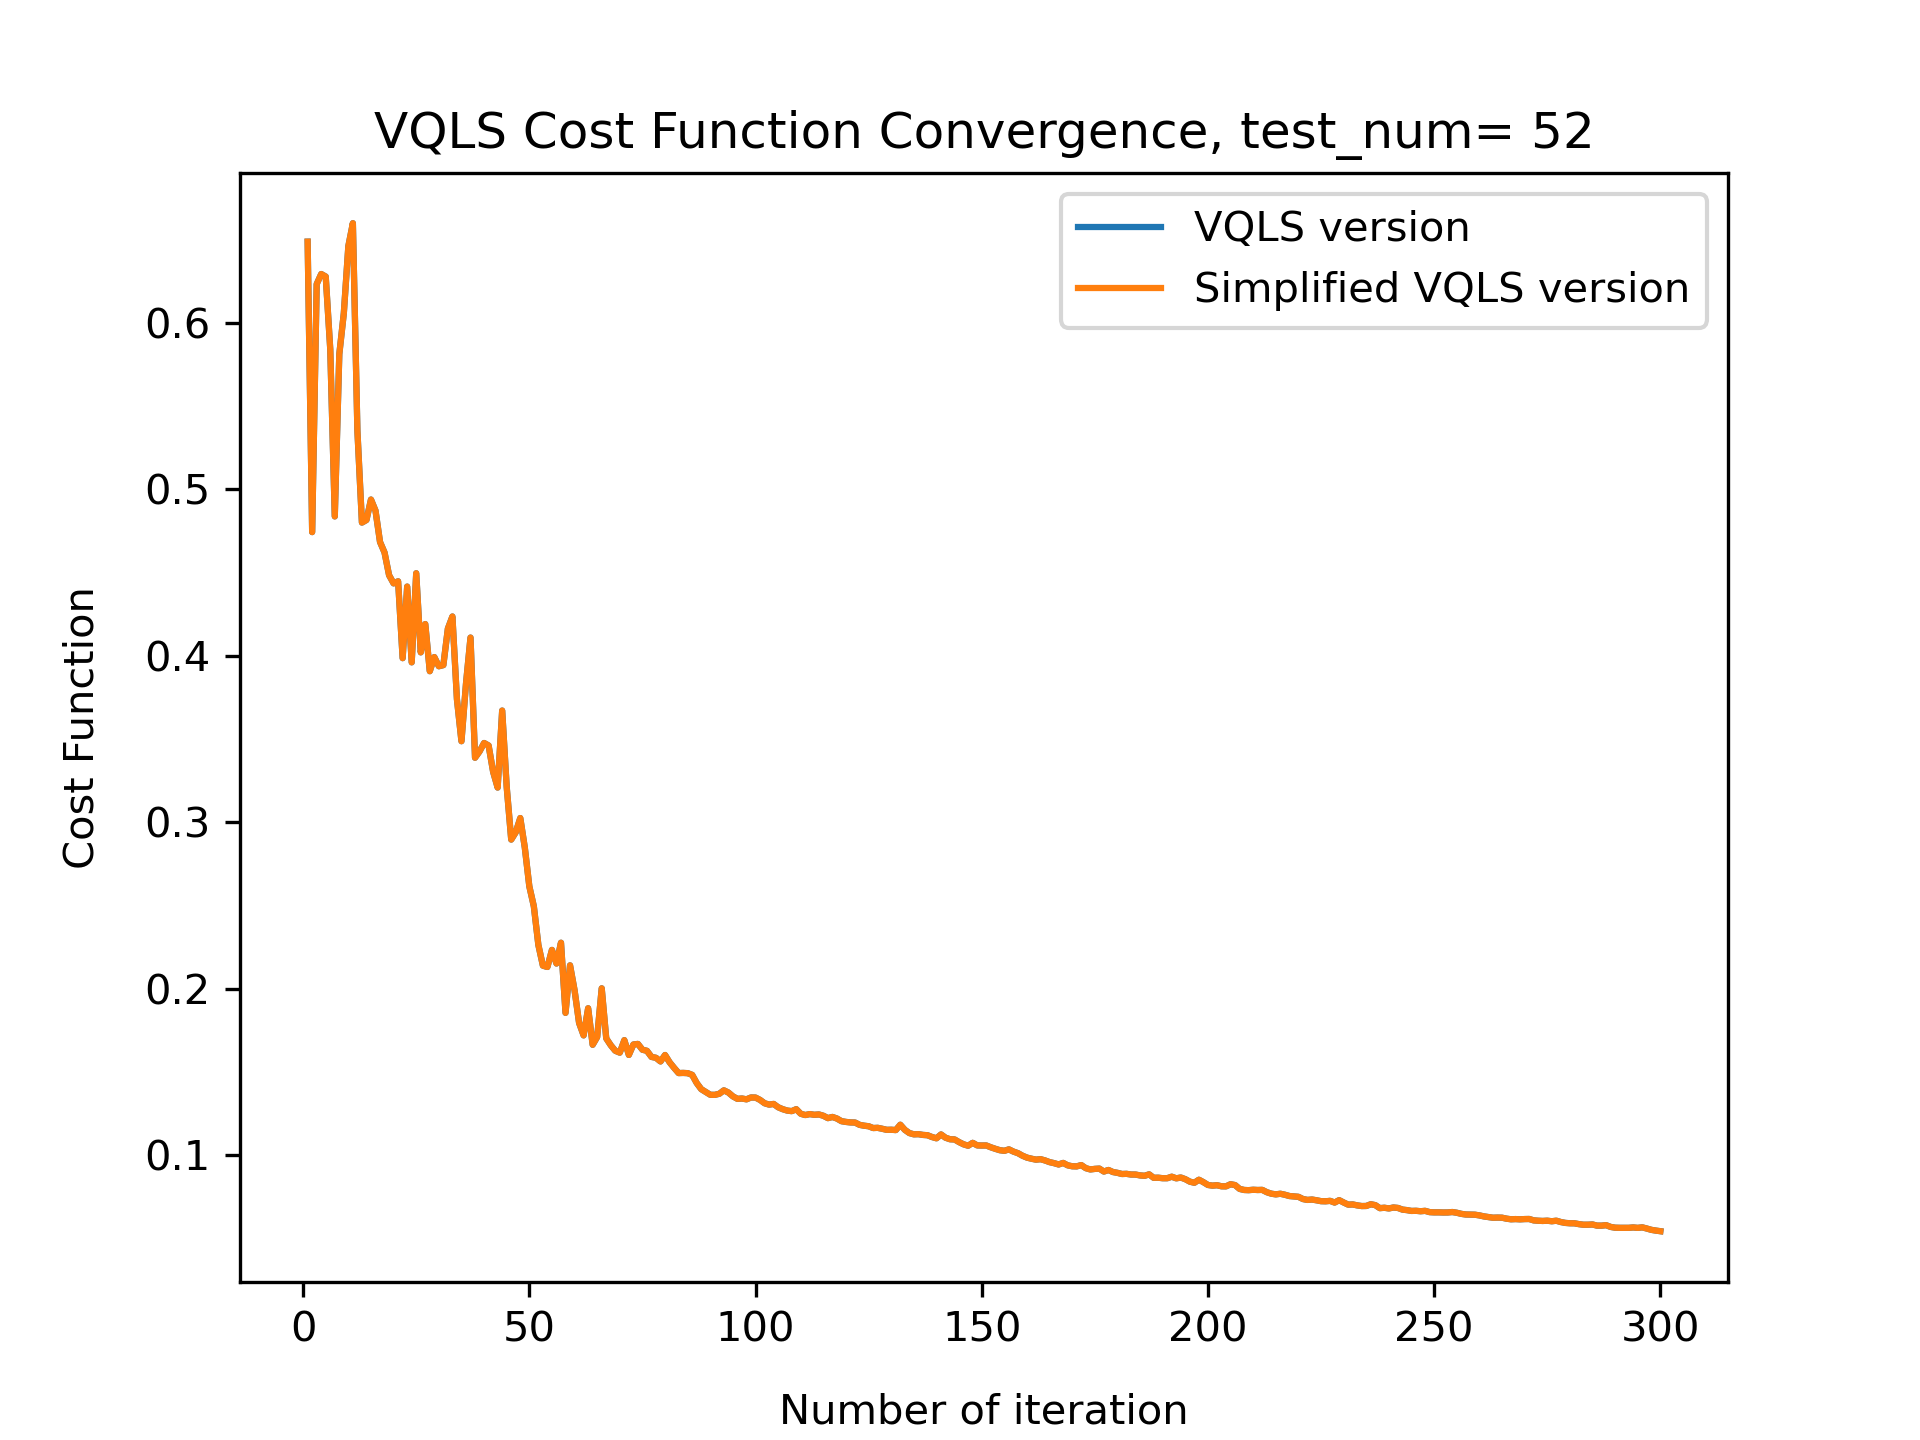 VQLS Cost Function Convergence, test_num= 52
VQLS version
Simplified VQLS version
0.6
0.5
0.4
0.3
0.2
0.1
Cost Function
0 50 100 150 200 250 300
Number of iteration